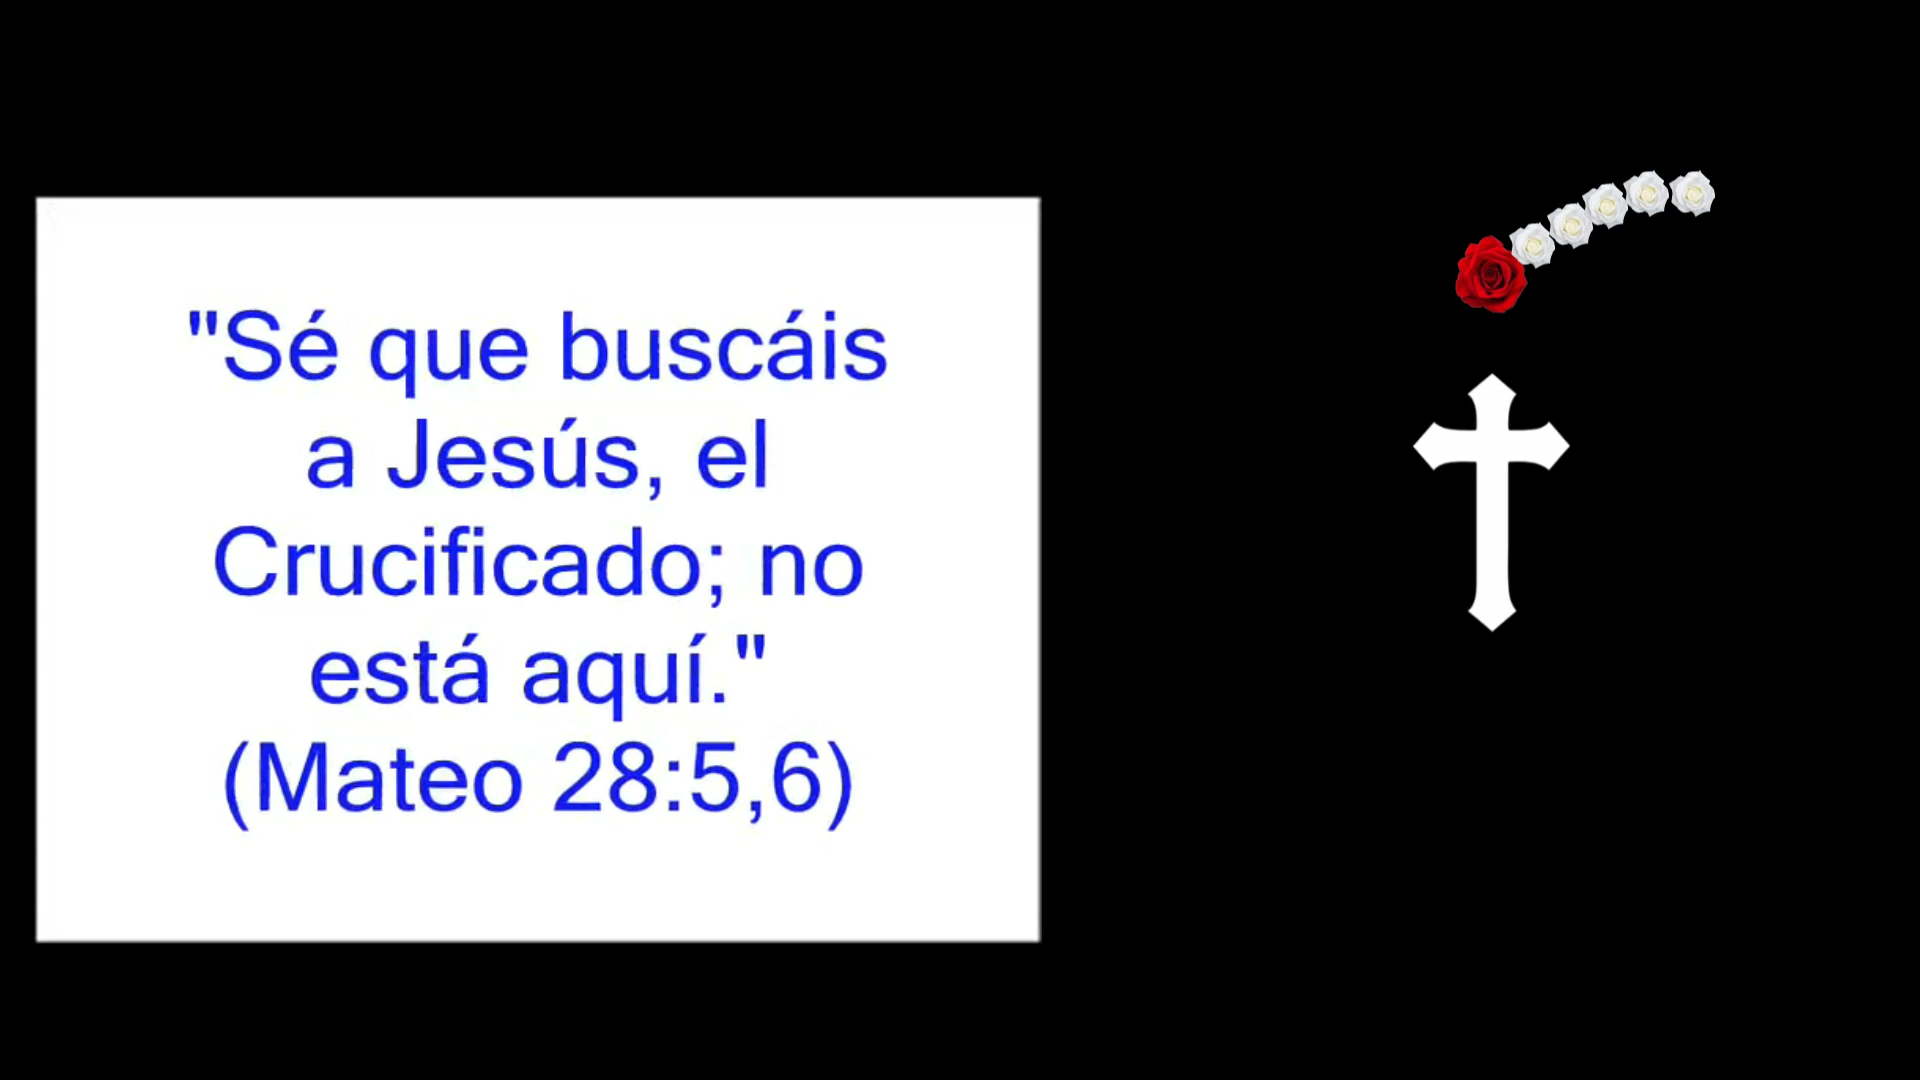 "Sé que buscáis
a Jesús, el
Crucificado; no
está aquí."
(Mateo 28:5,6)